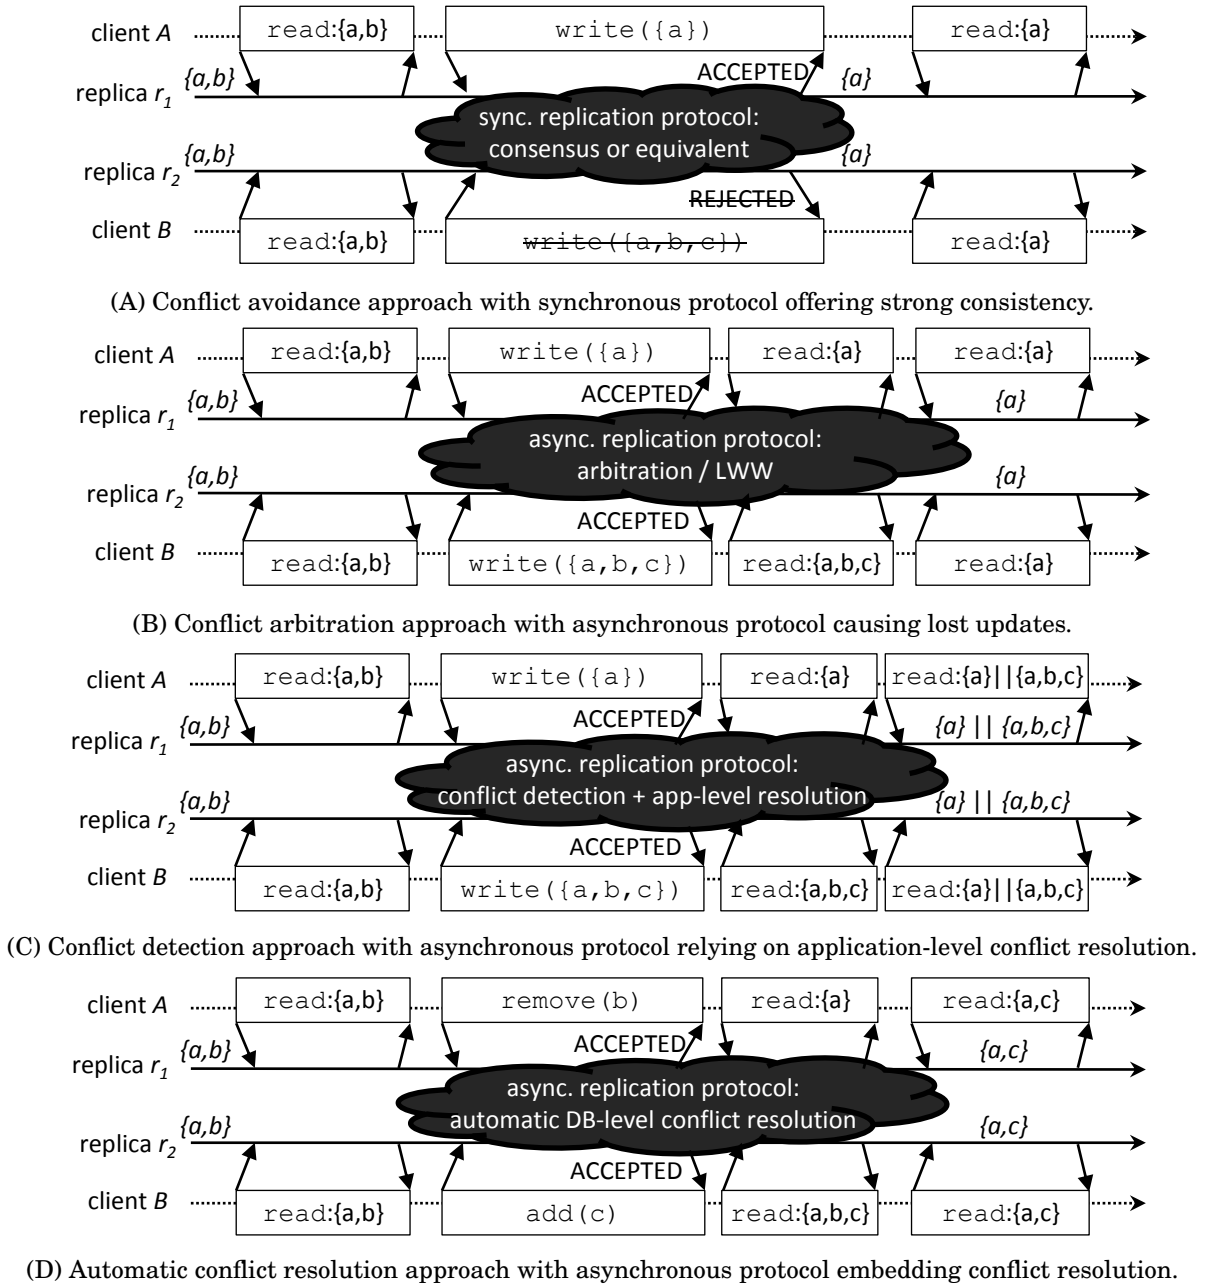 client A read:{a,b} write({a}) read:{a}
ACCEPTED
replica r1 {a,b} {a}
sync. replication protocol:
consensus or equivalent
replica r2 {a,b} {a}
REJECTED
client B read:{a,b} write({a,b,c}) read:{a}
(A) Conflict avoidance approach with synchronous protocol offering strong consistency.
client A read:{a,b} write({a}) read:{a} read:{a}
ACCEPTED
replica r1 {a,b} {a}
async. replication protocol:
arbitration / LWW
replica r2 {a,b} {a}
ACCEPTED
client B read:{a,b} write({a,b,c}) read:{a,b,c} read:{a}
(B) Conflict arbitration approach with asynchronous protocol causing lost updates.
client A read:{a,b} write({a}) read:{a} read:{a}||{a,b,c}
ACCEPTED
replica r1 {a,b} {a} || {a,b,c}
async. replication protocol:
conflict detection + app-level resolution
replica r2 {a,b} {a} || {a,b,c}
ACCEPTED
client B read:{a,b} write({a,b,c}) read:{a,b,c} read:{a}||{a,b,c}
(C) Conflict detection approach with asynchronous protocol relying on application-level conflict resolution.
client A read:{a,b} remove(b) read:{a} read:{a,c}
ACCEPTED
replica r1 {a,b} {a,c}
async. replication protocol:
automatic DB-level conflict resolution
replica r2 {a,b} {a,c}
ACCEPTED
client B read:{a,b} add(c) read:{a,b,c} read:{a,c}
(D) Automatic conflict resolution approach with asynchronous protocol embedding conflict resolution.